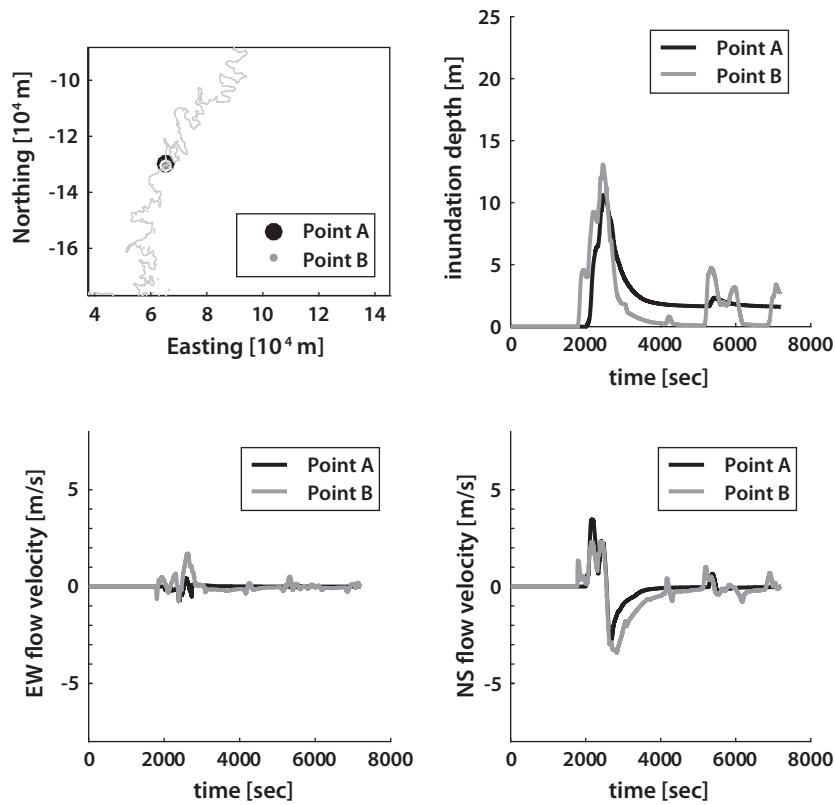 Northing [10⁴ m]
-10
-12
-14
-16
4 6 8 10 12 14
Easting [10⁴ m]
Point A
Point B
inundation depth [m]
25
20
15
10
5
0
0 2000 4000 6000 8000
time [sec]
Point A
Point B
EW flow velocity [m/s]
5
0
-5
0 2000 4000 6000 8000
time [sec]
Point A
Point B
NS flow velocity [m/s]
5
0
-5
0 2000 4000 6000 8000
time [sec]
Point A
Point B